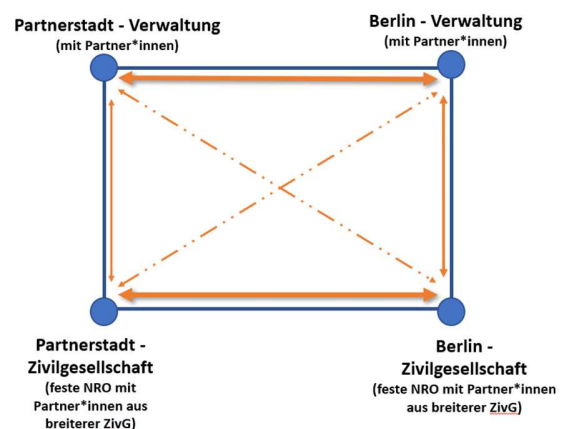 Partnerstadt - Verwaltung
(mit Partner*innen)
Berlin - Verwaltung
(mit Partner*innen)
Partnerstadt -
Zivilgesellschaft
(feste NRO mit
Partner*innen aus
breiterer ZivG)
Berlin -
Zivilgesellschaft
(feste NRO mit Partner*innen
aus breiterer ZivG)